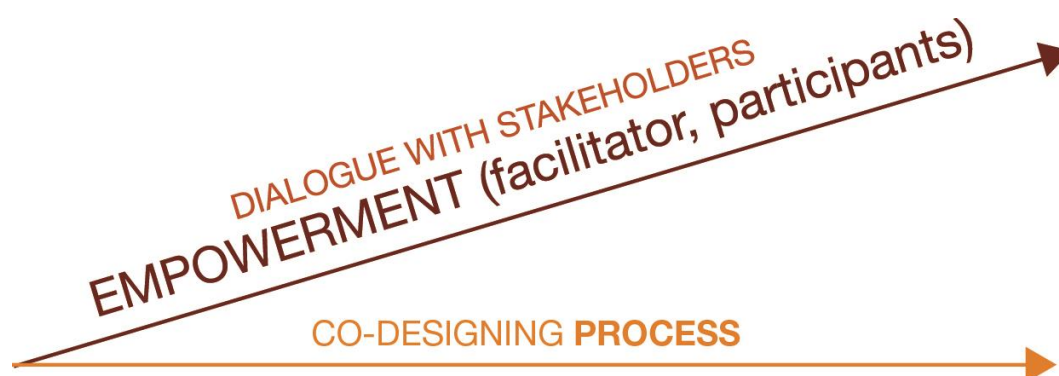 DIALOGUE WITH STAKEHOLDERS
EMPOWERMENT (facilitator, participants)
CO-DESIGNING PROCESS